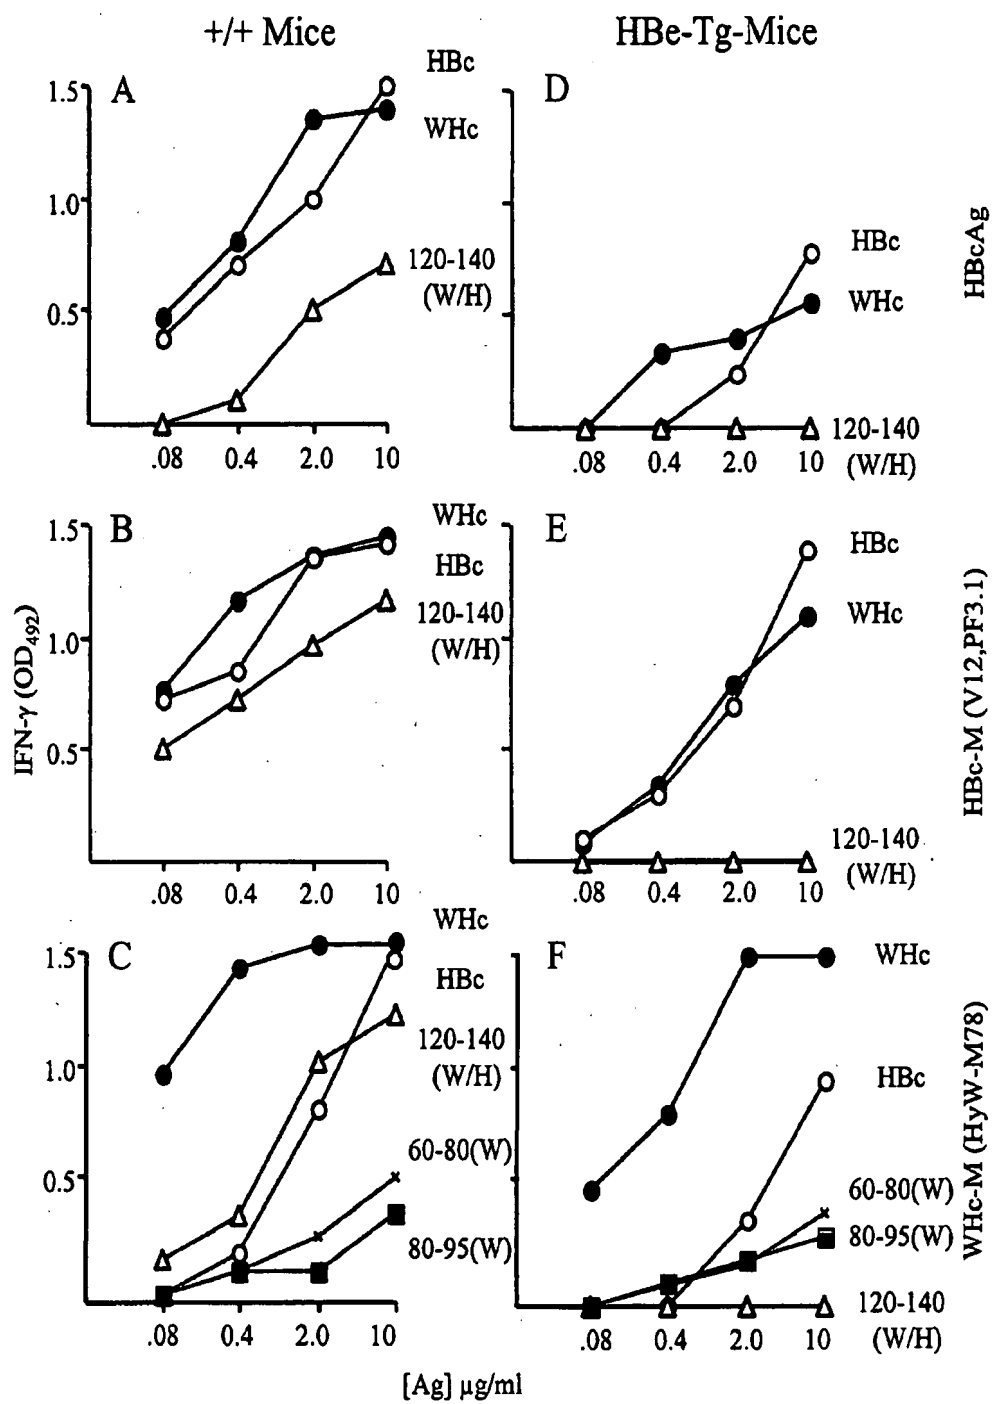 +/+ Mice
HBe-Tg-Mice
A
HBc
WHc
120-140
(W/H)
1.5
1.0
0.5
.08 0.4 2.0 10
D
HBc
WHc
120-140
(W/H)
.08 0.4 2.0 10
HBcAg
B
WHc
HBc
120-140
(W/H)
1.5
1.0
0.5
.08 0.4 2.0 10
IFN-γ (OD492)
E
HBc
WHc
120-140
(W/H)
.08 0.4 2.0 10
HBc-M (V12,PF3.1)
C
WHc
HBc
120-140
(W/H)
60-80(W)
80-95(W)
1.5
1.0
0.5
.08 0.4 2.0 10
F
WHc
HBc
60-80(W)
80-95(W)
120-140
(W/H)
.08 0.4 2.0 10
WHc-M (HyW-M78)
[Ag] µg/ml